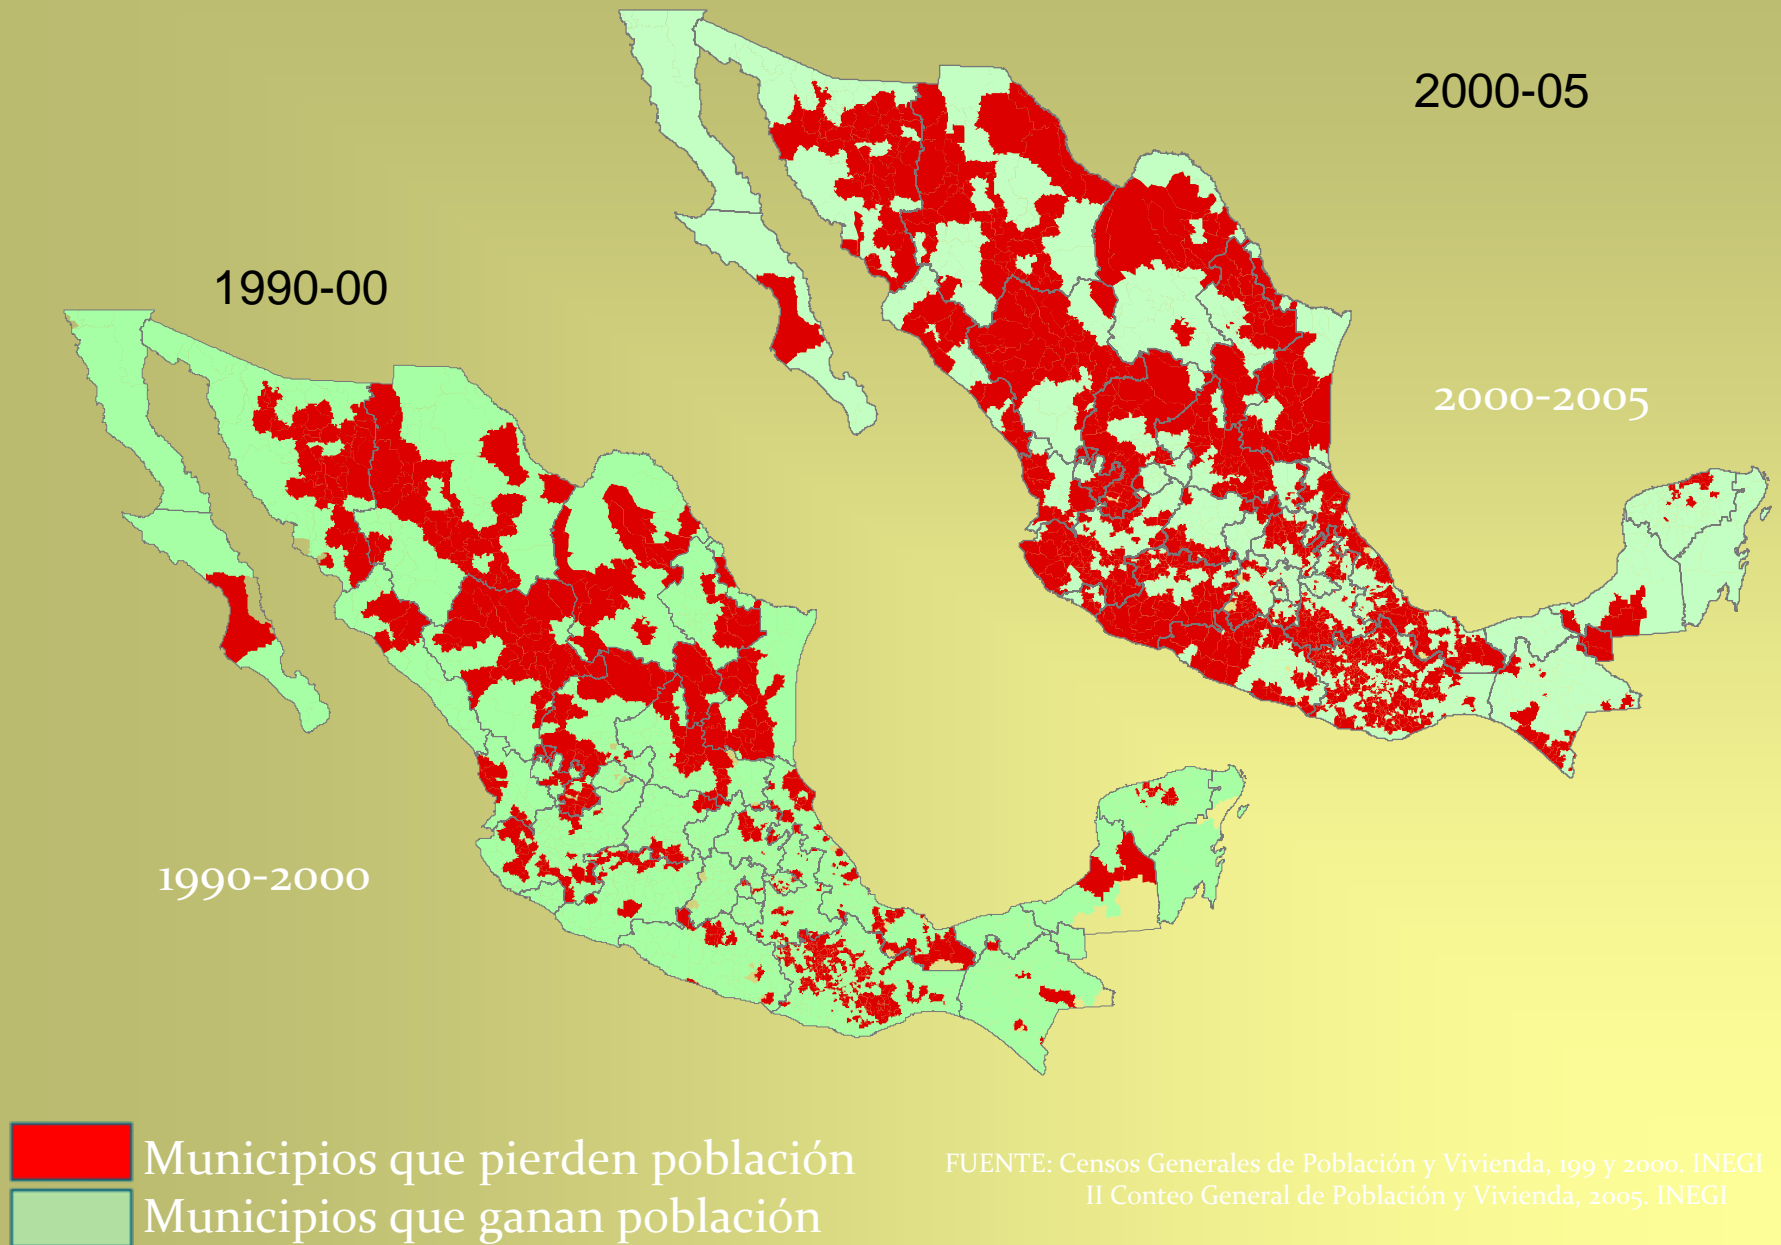 2000-05
1990-00
2000-2005
1990-2000
Municipios que pierden población
Municipios que ganan población
FUENTE: Censos Generales de Población y Vivienda, 199 y 2000. INEGI
II Conteo General de Población y Vivienda, 2005. INEGI